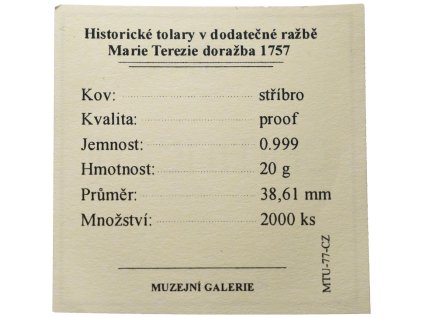 Historické tolary v dodatečné ražbě
Marie Terezie doražba 1757
Kov: stříbro
Kvalita: proof
Jemnost: 0.999
Hmotnost: 20 g
Průměr: 38,61 mm
Množství: 2000 ks
MUZEJNÍ GALERIE
MTU-77-CZ